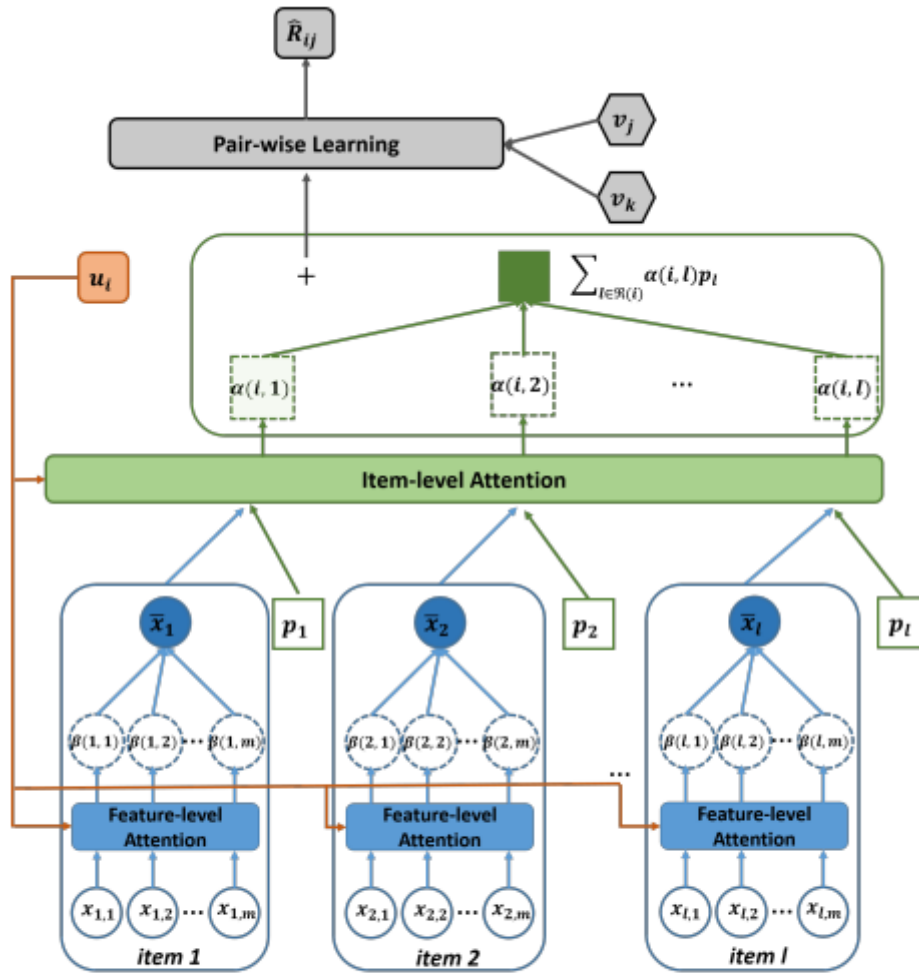 R̂ᵢⱼ
Pair-wise Learning
vⱼ
vₖ
uᵢ
+
∑_{l∈ℜ(i)} α(i, l)pₗ
α(i, 1) α(i, 2) ... α(i, l)
Item-level Attention
x̄₁ p₁ x̄₂ p₂ x̄ₗ pₗ
β(1, 1) β(1, 2) ... β(1, m) β(2, 1) β(2, 2) ... β(2, m) β(l, 1) β(l, 2) ... β(l, m)
...
Feature-level Attention
Feature-level Attention
Feature-level Attention
x₁,₁ x₁,₂ ... x₁,ₘ x₂,₁ x₂,₂ ... x₂,ₘ xₗ,₁ xₗ,₂ ... xₗ,ₘ
item 1 item 2 item l